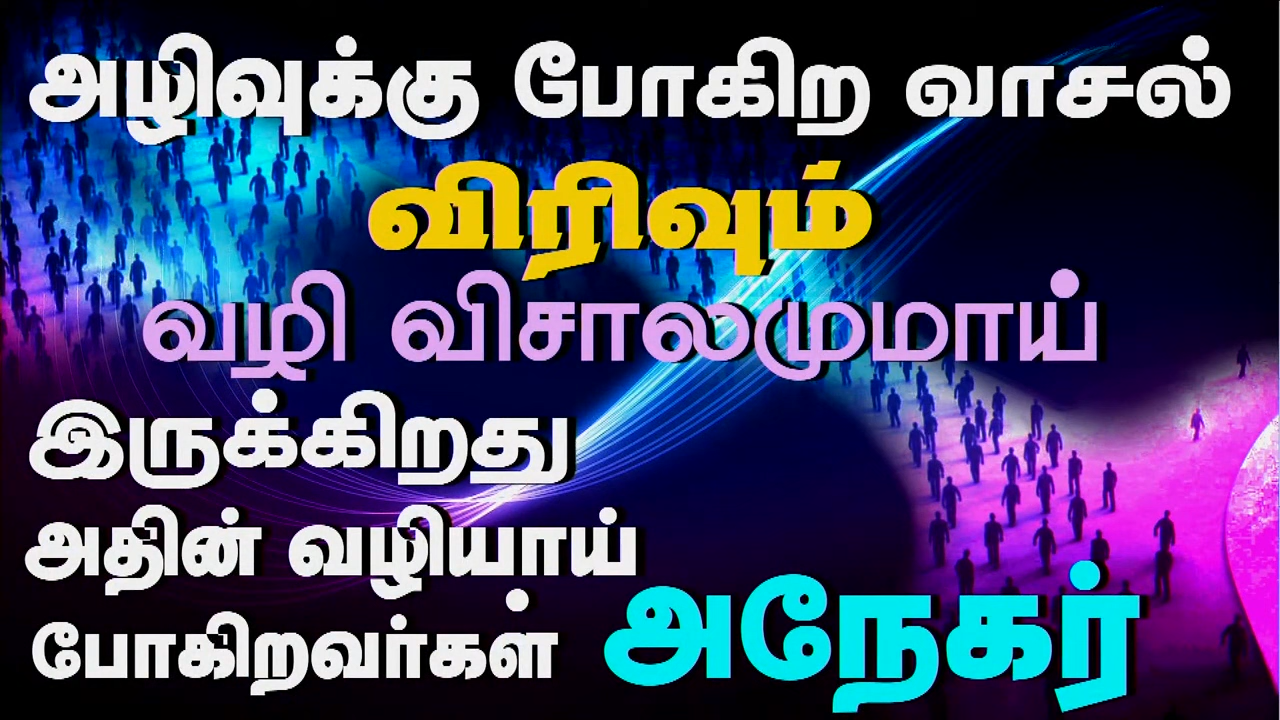 அழிவுக்கு போகிற வாசல்
விரிவும்
வழி விசாலமுமாய்
இருக்கிறது
அதின் வழியாய்
போகிறவர்கள் அநேகர்